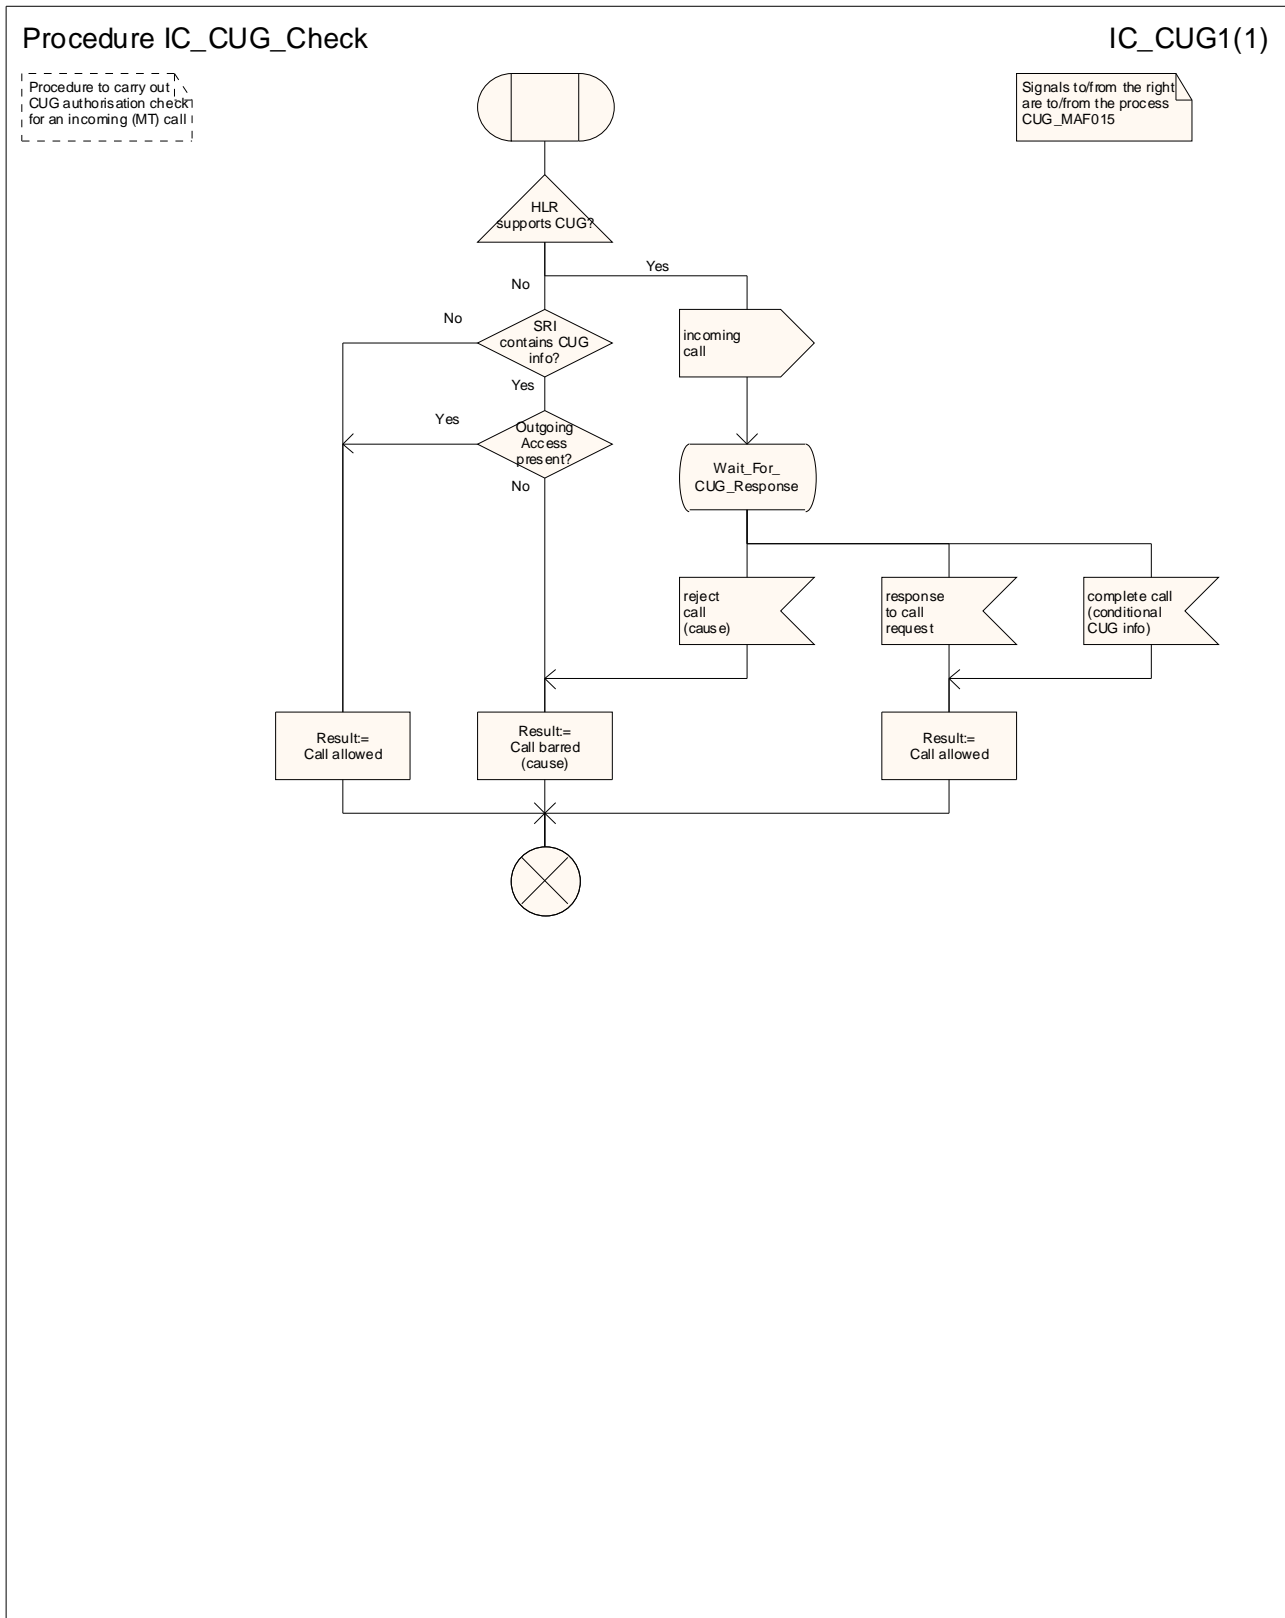 Procedure IC_CUG_Check
IC_CUG1(1)
Procedure to carry out
CUG authorisation check
for an incoming (MT) call
Signals to/from the right
are to/from the process
CUG_MAF015
HLR
supports CUG?
Yes
No
No
SRI
contains CUG
info?
incoming
call
Yes
Yes
Outgoing
Access
present?
No
Wait_For_
CUG_Response
reject
call
(cause)
response
to call
request
complete call
(conditional
CUG info)
Result:=
Call allowed
Result:=
Call barred
(cause)
Result:=
Call allowed